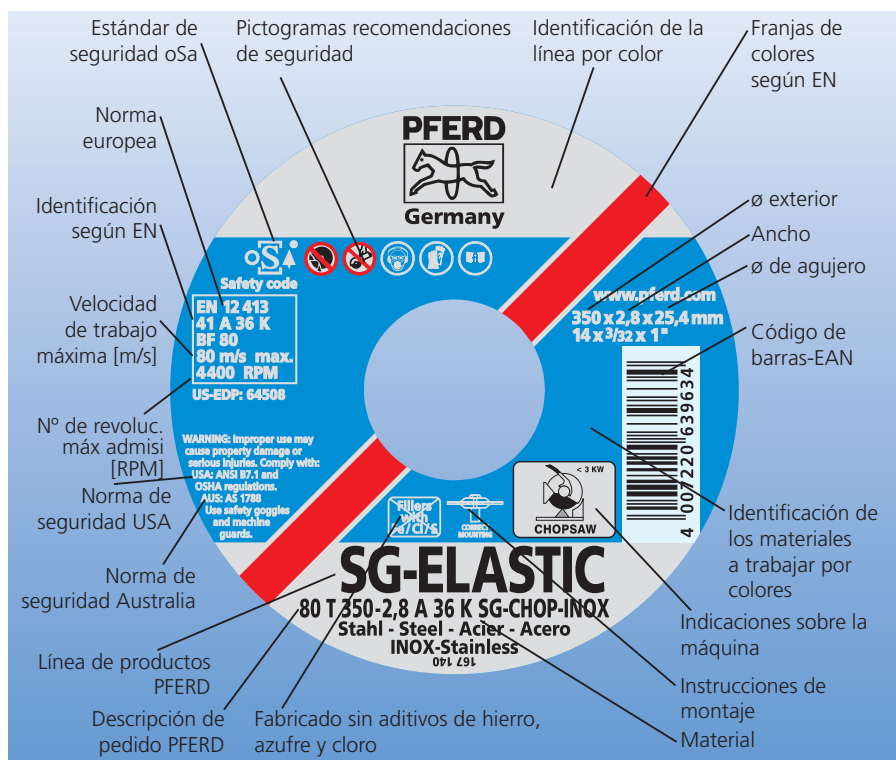 Estándar de
seguridad oSa
Pictogramas recomendaciones
de seguridad
Identificación de la
línea por color
Franjas de
colores
según EN
Norma
europea
Identificación
según EN
Velocidad
de trabajo
máxima [m/s]
Nº de revoluc.
máx admisi
[RPM]
Norma de
seguridad USA
Norma de
seguridad Australia
Línea de productos
PFERD
Descripción de
pedido PFERD
Fabricado sin aditivos de hierro,
azufre y cloro
ø exterior
Ancho
ø de agujero
Código de
barras-EAN
Identificación de
los materiales
a trabajar por
colores
Indicaciones sobre la
máquina
Instrucciones de
montaje
Material
PFERD
Germany
oSa
Safety code
EN 12 413
41 A 36 K
BF 80
80 m/s max.
4400 RPM
US-EDP: 64508
WARNING: Improper use may
cause property damage or
serious injuries. Comply with:
USA: ANSI B7.1 and
OSHA regulations.
AUS: AS 1788
Use safety goggles
and machine
guards.
www.pferd.com
350 x 2,8 x 25,4 mm
14 x 3/32 x 1"
4 007220 639634
Fillers
with
Fe/Cl/S
CORRECT
MOUNTING
< 3 KW
CHOPSAW
SG-ELASTIC
80 T 350-2,8 A 36 K SG-CHOP-INOX
Stahl - Steel - Acier - Acero
INOX-Stainless
167 140